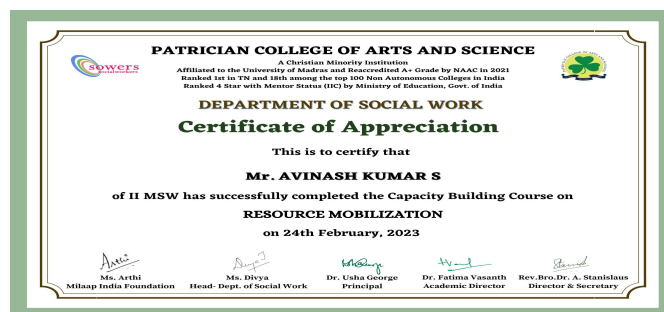 PATRICIAN COLLEGE OF ARTS AND SCIENCE
A Christian Minority Institution
Affiliated to the University of Madras and Reaccredited A+ Grade by NAAC in 2021
Ranked 1st in TN and 18th among the top 100 Non Autonomous Colleges in India
Ranked 4 Star with Mentor Status (IIC) by Ministry of Education, Govt. of India
sowers
socialworkers
DEPARTMENT OF SOCIAL WORK
Certificate of Appreciation
This is to certify that
Mr. AVINASH KUMAR S
of II MSW has successfully completed the Capacity Building Course on
RESOURCE MOBILIZATION
on 24th February, 2023
Arthi
Ms. Arthi
Milaap India Foundation
Ms. Divya
Head- Dept. of Social Work
Dr. Usha George
Principal
Dr. Fatima Vasanth
Academic Director
Rev.Bro.Dr. A. Stanislaus
Director & Secretary